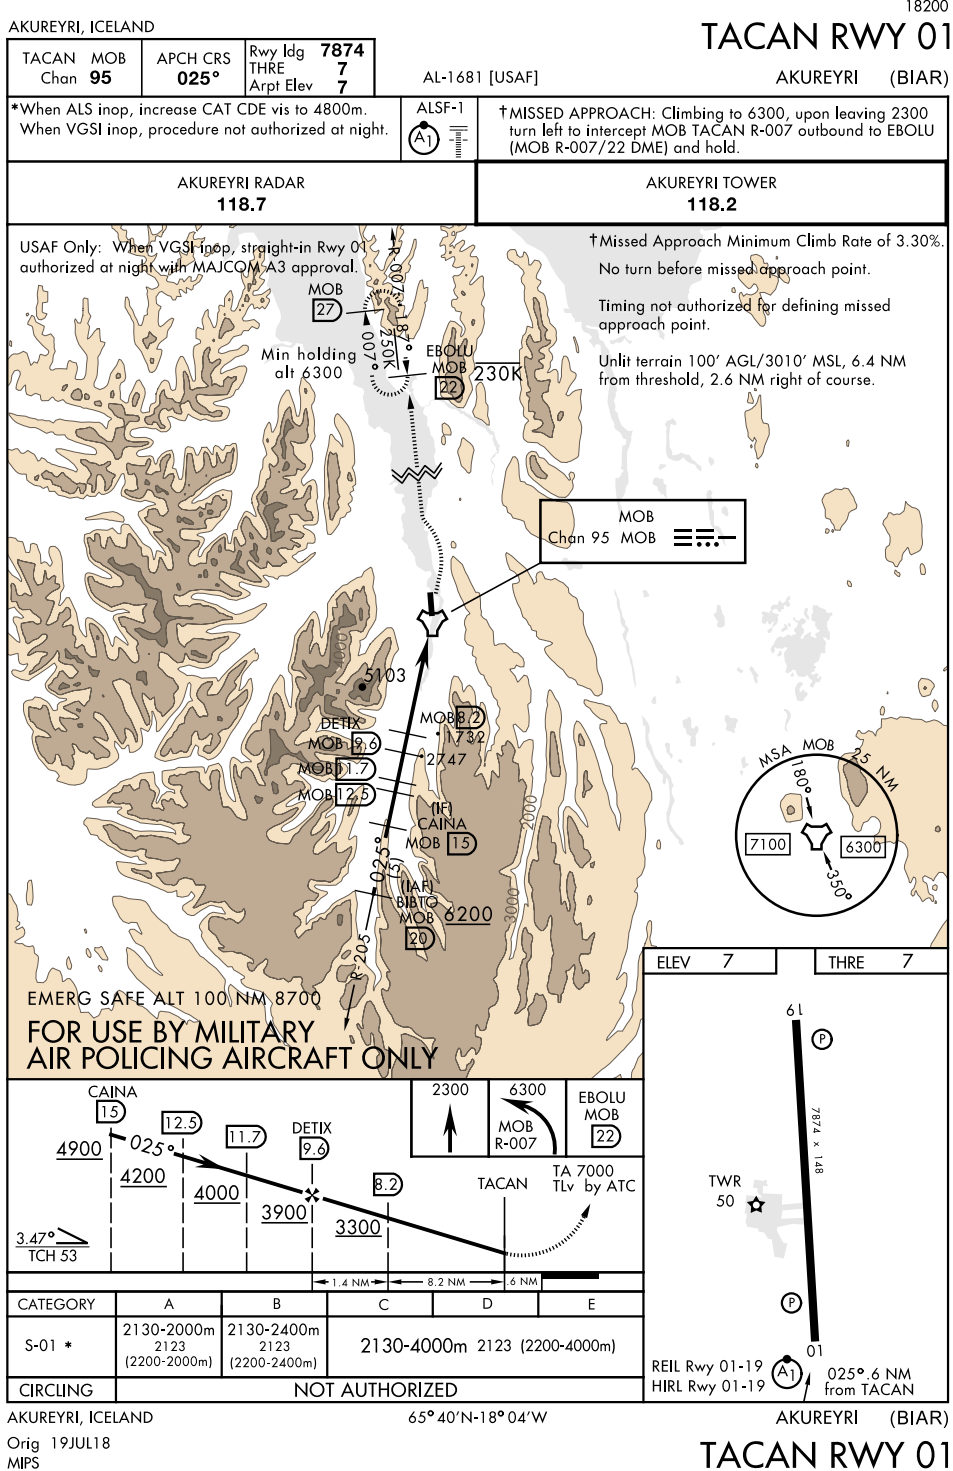 18200
AKUREYRI, ICELAND
TACAN RWY 01
TACAN MOB
Chan 95
APCH CRS
025°
Rwy ldg 7874
THRE 7
Arpt Elev 7
AL-1681 [USAF]
AKUREYRI (BIAR)
*When ALS inop, increase CAT CDE vis to 4800m.
When VGSI inop, procedure not authorized at night.
ALSF-1
A1
†MISSED APPROACH: Climbing to 6300, upon leaving 2300
turn left to intercept MOB TACAN R-007 outbound to EBOLU
(MOB R-007/22 DME) and hold.
AKUREYRI RADAR
118.7
AKUREYRI TOWER
118.2
USAF Only: When VGSI inop, straight-in Rwy 01
authorized at night with MAJCOM A3 approval.
†Missed Approach Minimum Climb Rate of 3.30%.
No turn before missed approach point.
Timing not authorized for defining missed
approach point.
Unlit terrain 100' AGL/3010' MSL, 6.4 NM
from threshold, 2.6 NM right of course.
R-007
MOB
27
187°
250K
007°
Min holding
alt 6300
EBOLU
MOB
22
230K
MOB
Chan 95 MOB
4000
5103
DETIX
MOB 9.6
MOB 8.2
1732
2747
MOB 11.7
MOB 12.5
(IF)
CAINA
MOB 15
2000
3000
025°
(5)
(IAF)
BIBTO
MOB
20
6200
R-205
MSA MOB 25 NM
180°
7100
6300
350°
EMERG SAFE ALT 100 NM 8700
FOR USE BY MILITARY
AIR POLICING AIRCRAFT ONLY
ELEV 7
THRE 7
19
P
7874 x 148
TWR
50
P
01
A1
REIL Rwy 01-19
HIRL Rwy 01-19
025° .6 NM
from TACAN
CAINA
15
12.5
11.7
DETIX
9.6
8.2
TACAN
4900
025°
4200
4000
3900
3300
3.47°
TCH 53
2300
6300
MOB
R-007
EBOLU
MOB
22
TA 7000
TLv by ATC
1.4 NM
8.2 NM
.6 NM
CATEGORY A B C D E
S-01 *
2130-2000m
2123
(2200-2000m)
2130-2400m
2123
(2200-2400m)
2130-4000m 2123 (2200-4000m)
CIRCLING NOT AUTHORIZED
AKUREYRI, ICELAND
65°40'N-18°04'W
AKUREYRI (BIAR)
Orig 19JUL18
MIPS
TACAN RWY 01